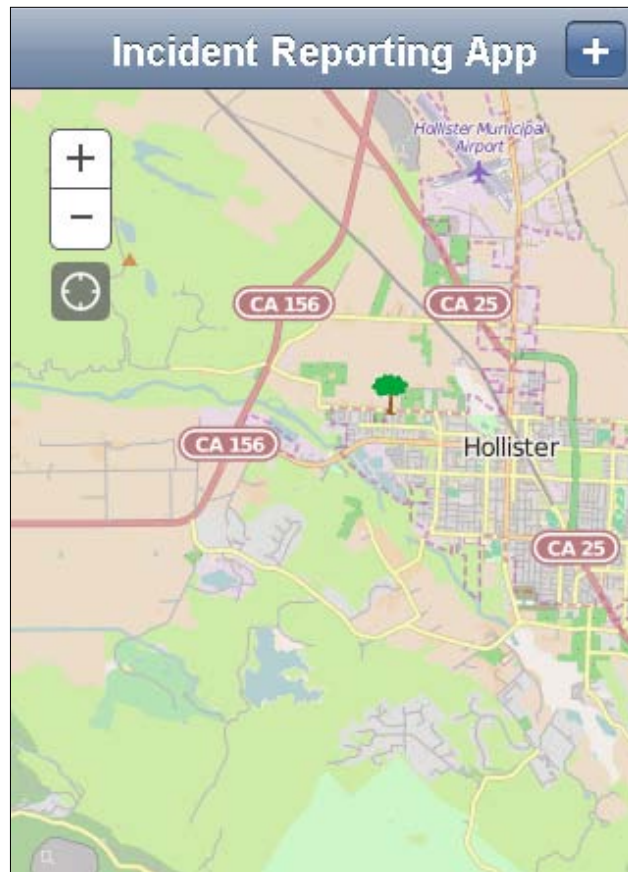 Incident Reporting App +
Hollister Municipal
Airport
+
−
CA 156
CA 25
CA 156
Hollister
CA 25